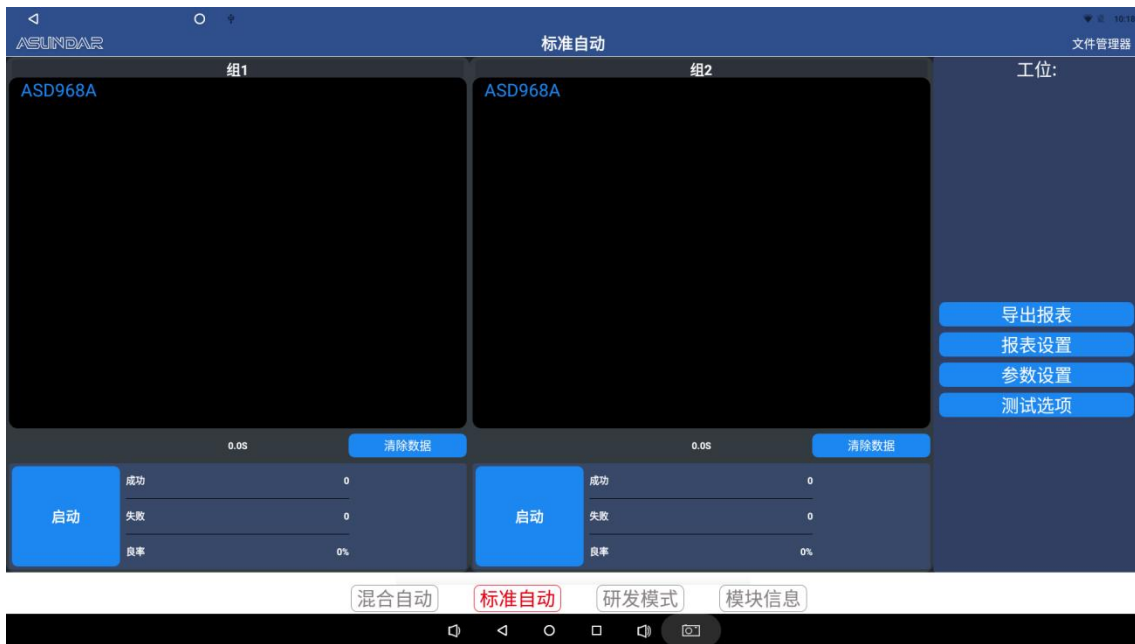 10:18
ASUNDAR
标准自动
文件管理器
组1
组2
工位:
ASD968A
ASD968A
导出报表
报表设置
参数设置
测试选项
0.0S
清除数据
0.0S
清除数据
启动
成功 0
失败 0
良率 0%
启动
成功 0
失败 0
良率 0%
混合自动
标准自动
研发模式
模块信息